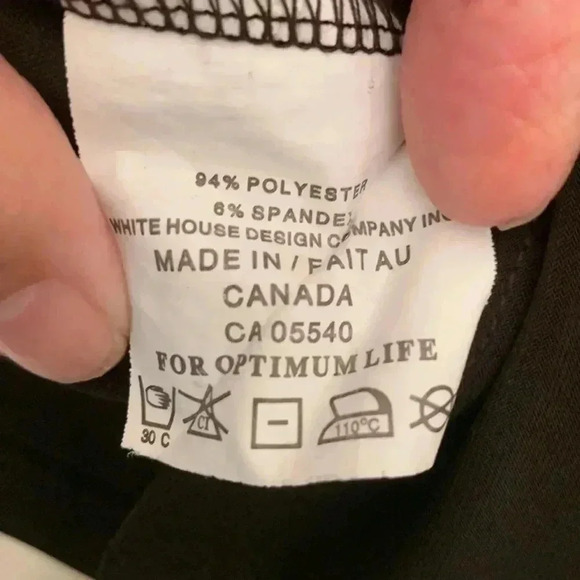 94% POLYESTER
6% SPANDEX
WHITE HOUSE DESIGN COMPANY INC
MADE IN / FAIT AU
CANADA
CA 05540
FOR OPTIMUM LIFE
30 C CI 110°C